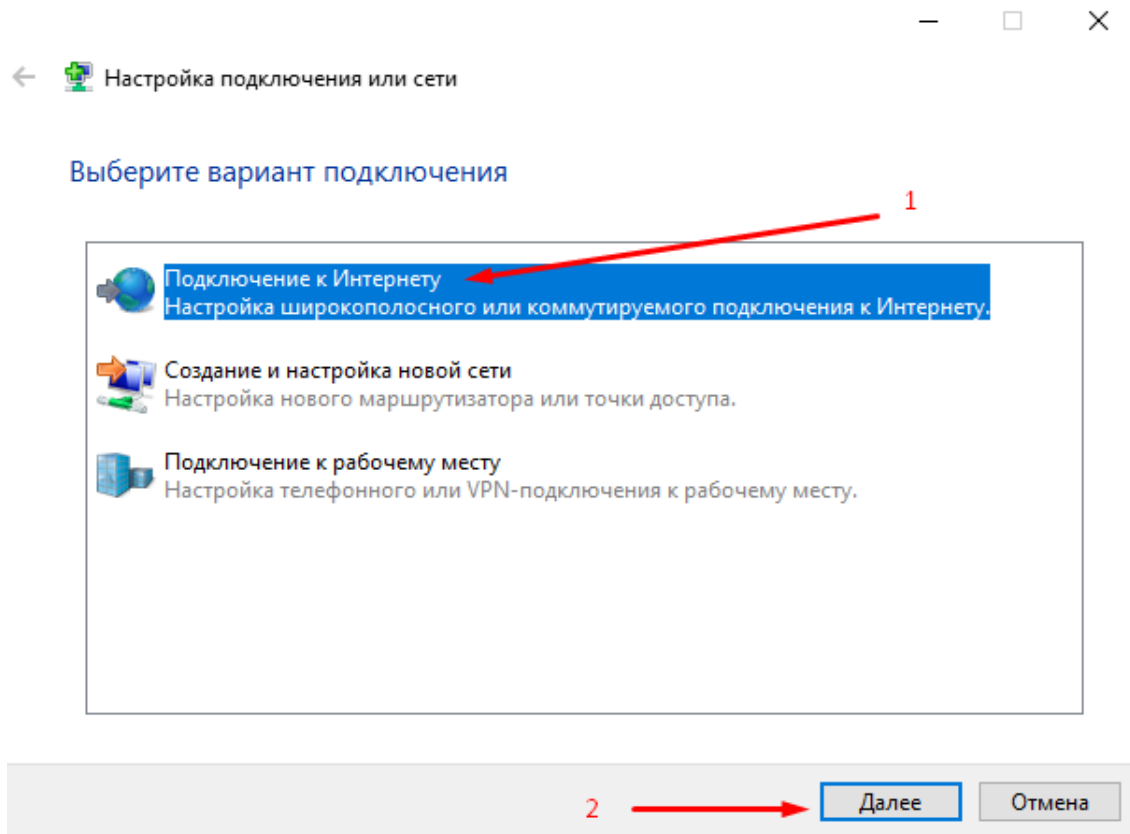 Настройка подключения или сети
Выберите вариант подключения
1
Подключение к Интернету
Настройка широкополосного или коммутируемого подключения к Интернету.
Создание и настройка новой сети
Настройка нового маршрутизатора или точки доступа.
Подключение к рабочему месту
Настройка телефонного или VPN-подключения к рабочему месту.
2
Далее
Отмена